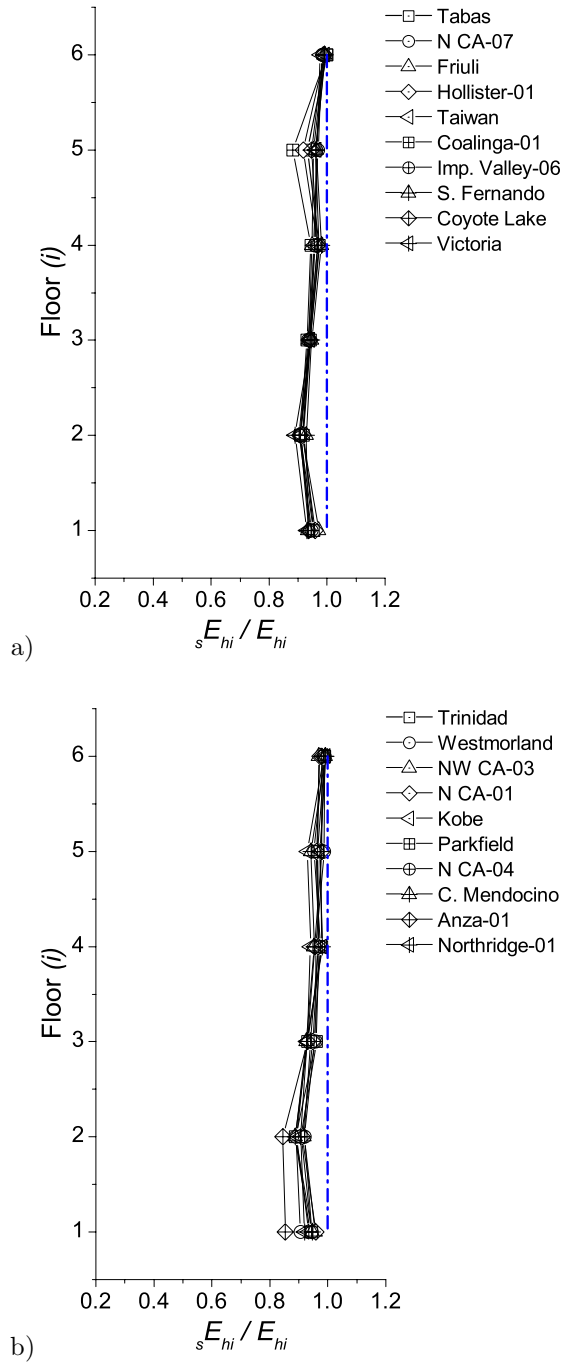 Tabas
N CA-07
Friuli
Hollister-01
Taiwan
Coalinga-01
Imp. Valley-06
S. Fernando
Coyote Lake
Victoria
6
5
4
3
2
1
Floor (i)
0.2 0.4 0.6 0.8 1.0 1.2
sEhi / Ehi
a)
Trinidad
Westmorland
NW CA-03
N CA-01
Kobe
Parkfield
N CA-04
C. Mendocino
Anza-01
Northridge-01
6
5
4
3
2
1
Floor (i)
0.2 0.4 0.6 0.8 1.0 1.2
sEhi / Ehi
b)